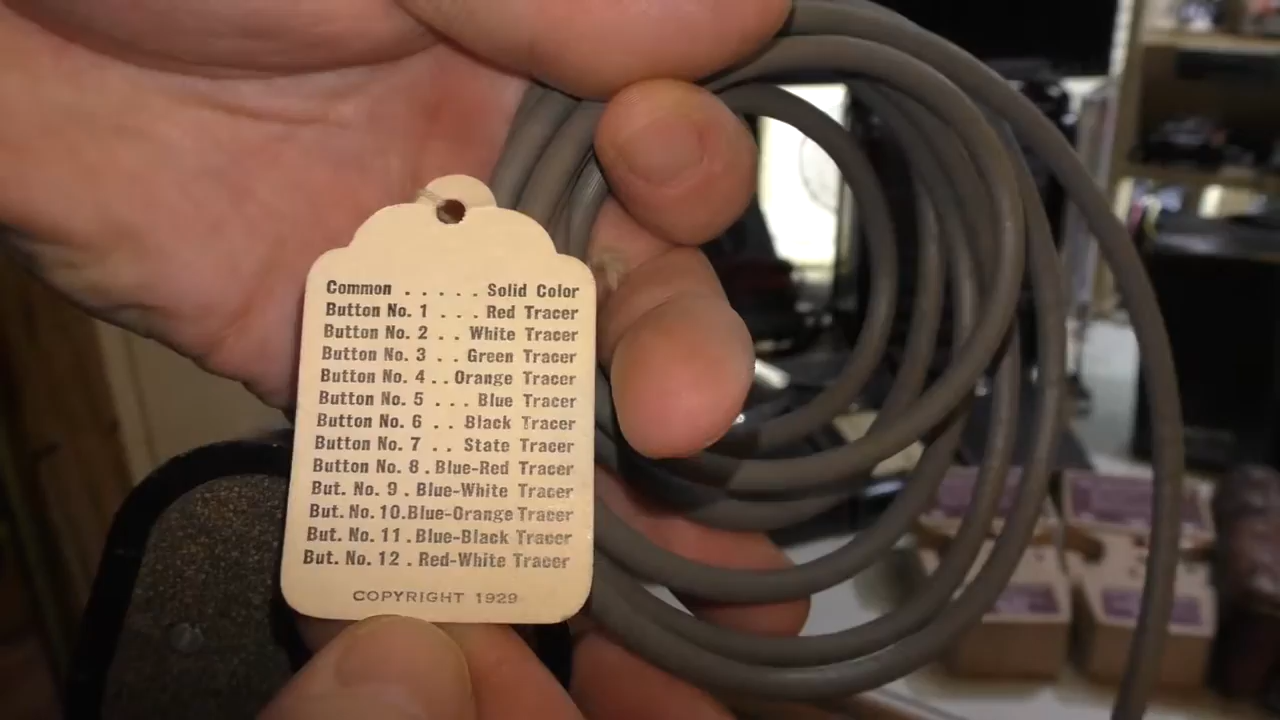 Common . . . . . Solid Color
Button No. 1 . . . Red Tracer
Button No. 2 . . White Tracer
Button No. 3 . . Green Tracer
Button No. 4 . . Orange Tracer
Button No. 5 . . . Blue Tracer
Button No. 6 . . Black Tracer
Button No. 7 . . State Tracer
Button No. 8 . Blue-Red Tracer
But. No. 9 . Blue-White Tracer
But. No. 10.Blue-Orange Tracer
But. No. 11 . Blue-Black Tracer
But. No. 12 . Red-White Tracer
COPYRIGHT 1929